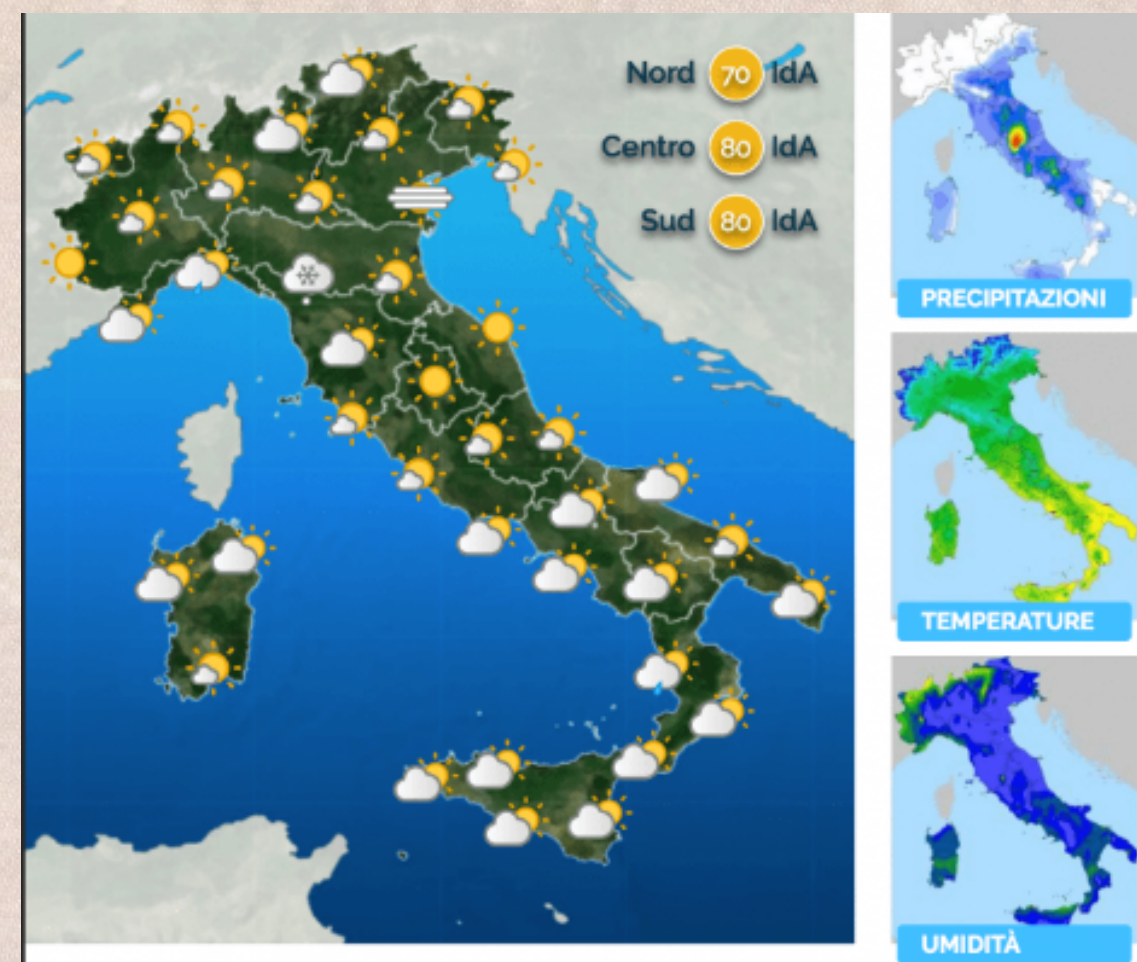 Nord 70 IdA
Centro 80 IdA
Sud 80 IdA
PRECIPITAZIONI
TEMPERATURE
UMIDITÀ